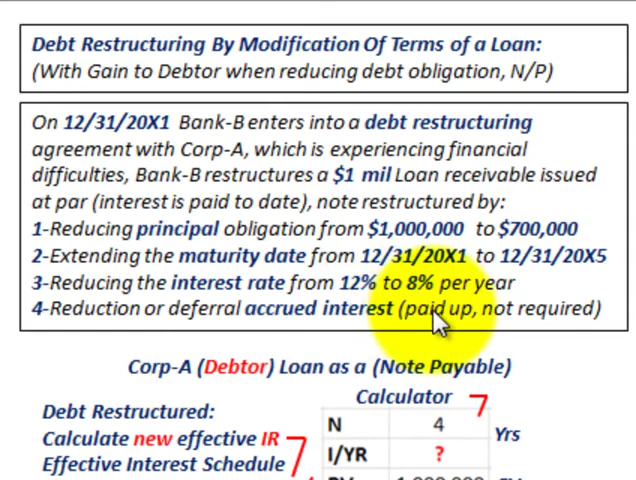 Debt Restructuring By Modification Of Terms of a Loan:
(With Gain to Debtor when reducing debt obligation, N/P)
On 12/31/20X1 Bank-B enters into a debt restructuring
agreement with Corp-A, which is experiencing financial
difficulties, Bank-B restructures a $1 mil Loan receivable issued
at par (interest is paid to date), note restructured by:
1-Reducing principal obligation from $1,000,000 to $700,000
2-Extending the maturity date from 12/31/20X1 to 12/31/20X5
3-Reducing the interest rate from 12% to 8% per year
4-Reduction or deferral accrued interest (paid up, not required)
Corp-A (Debtor) Loan as a (Note Payable)
Calculator
Debt Restructured:
N 4 Yrs
Calculate new effective IR
I/YR ?
Effective Interest Schedule